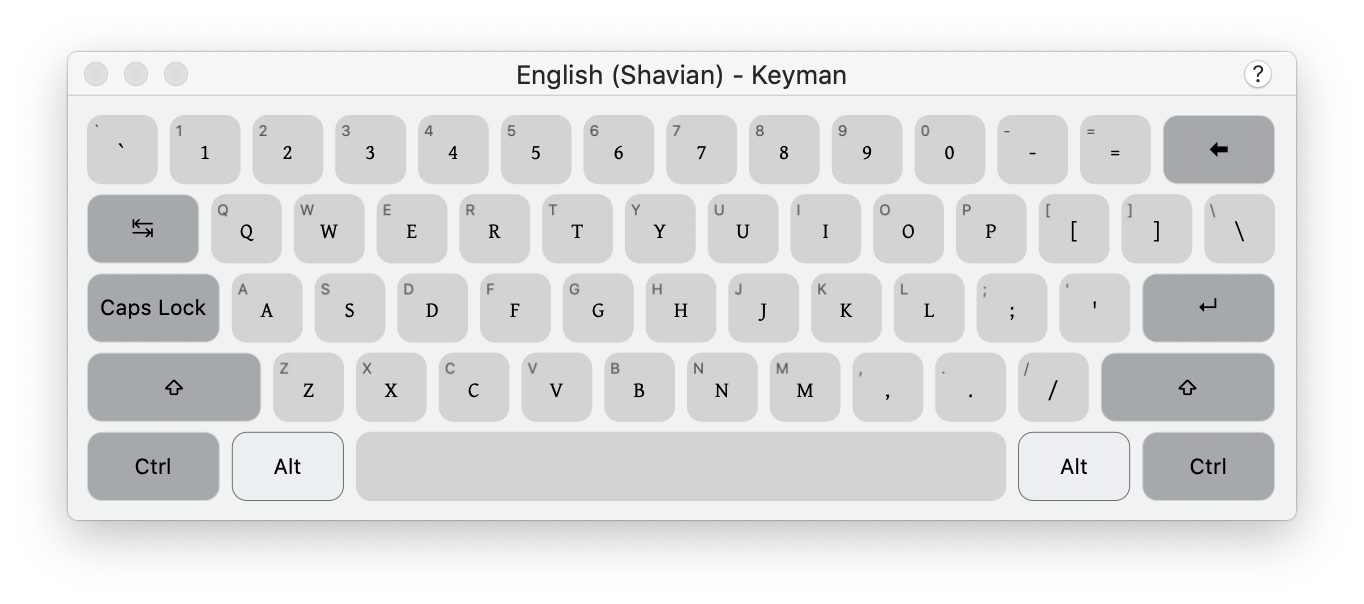 English (Shavian) - Keyman ?
` ` 1 1 2 2 3 3 4 4 5 5 6 6 7 7 8 8 9 9 0 0 - - = =
Q Q W W E E R R T T Y Y U U I I O O P P [ [ ] ] \ \
Caps Lock A A S S D D F F G G H H J J K K L L ; ; ' '
Z Z X X C C V V B B N N M M , , . . / /
Ctrl Alt Alt Ctrl